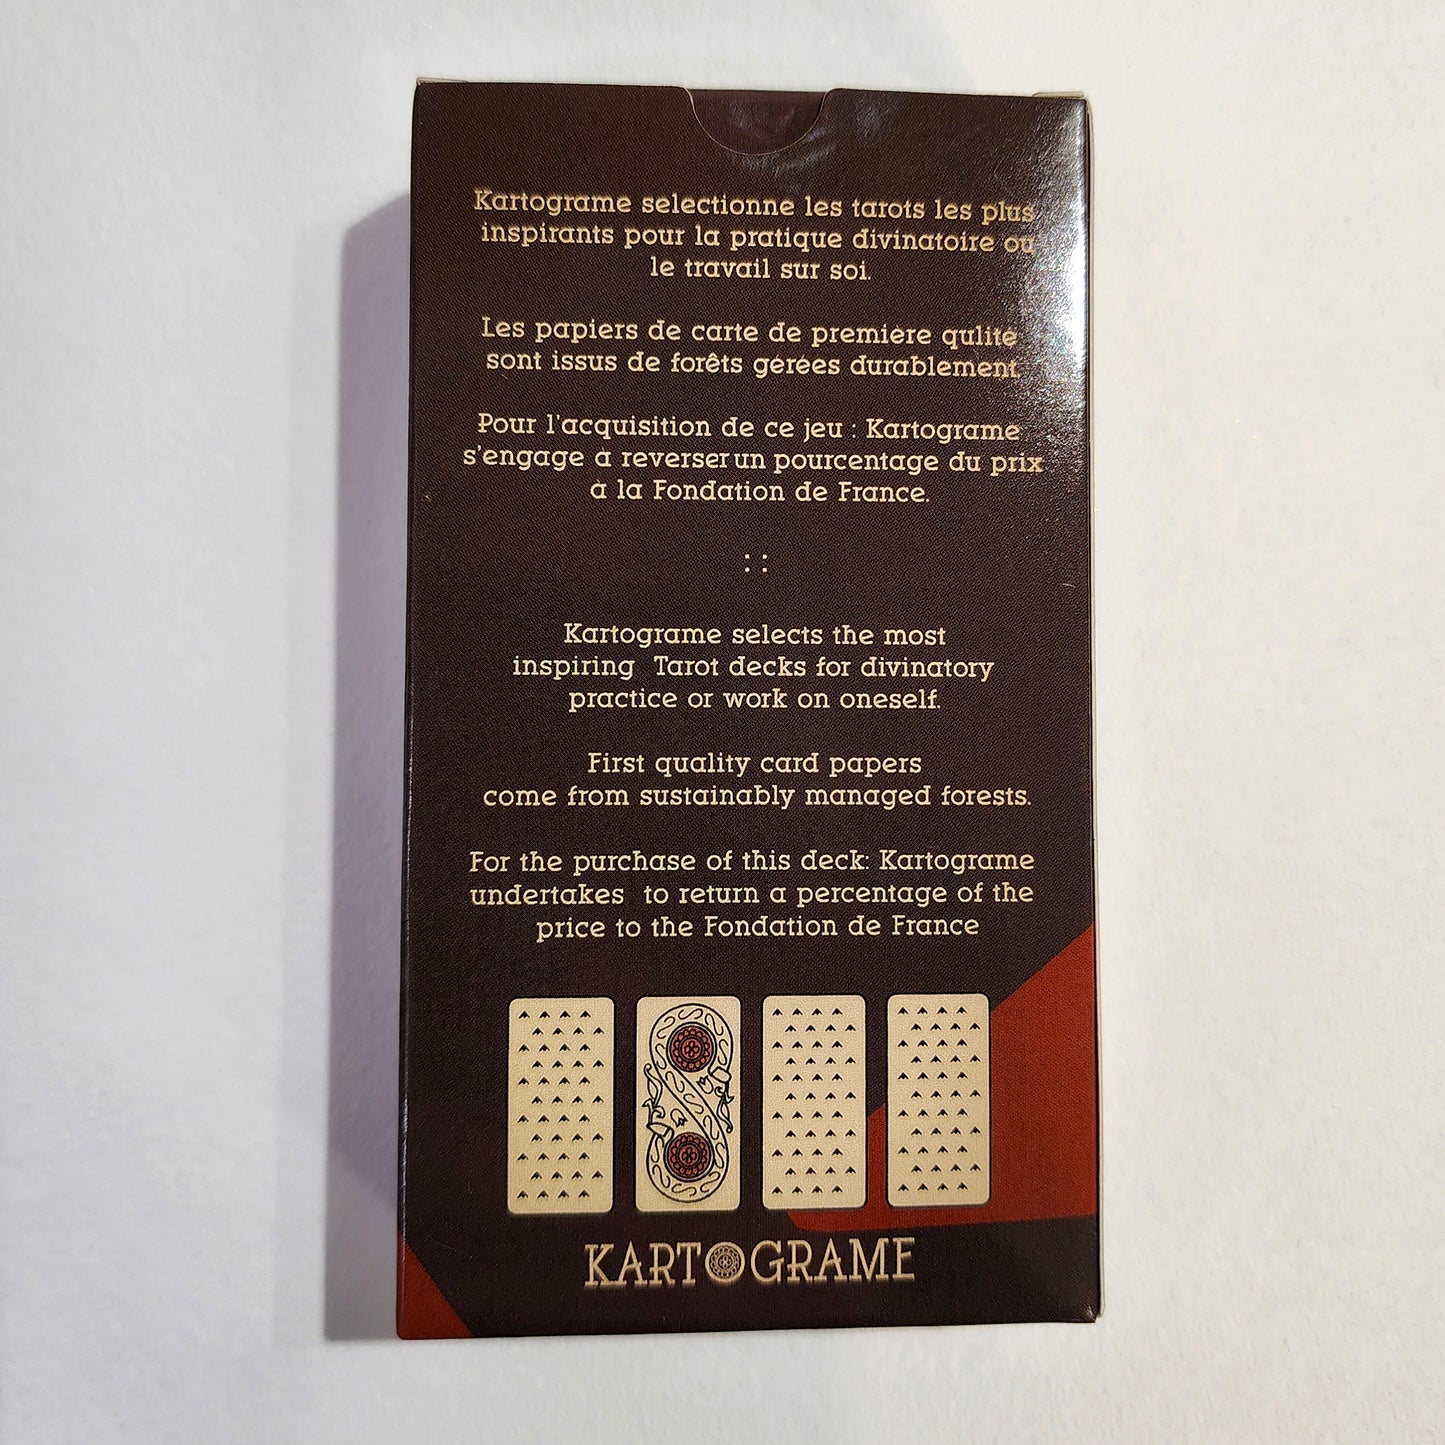 Kartograme selectionne les tarots les plus
inspirants pour la pratique divinatoire ou
le travail sur soi.
Les papiers de carte de première qulité
sont issus de forêts gérées durablement.
Pour l'acquisition de ce jeu : Kartograme
s'engage à reverser un pourcentage du prix
à la Fondation de France.
: :
Kartograme selects the most
inspiring Tarot decks for divinatory
practice or work on oneself.
First quality card papers
come from sustainably managed forests.
For the purchase of this deck: Kartograme
undertakes to return a percentage of the
price to the Fondation de France
KARTOGRAME